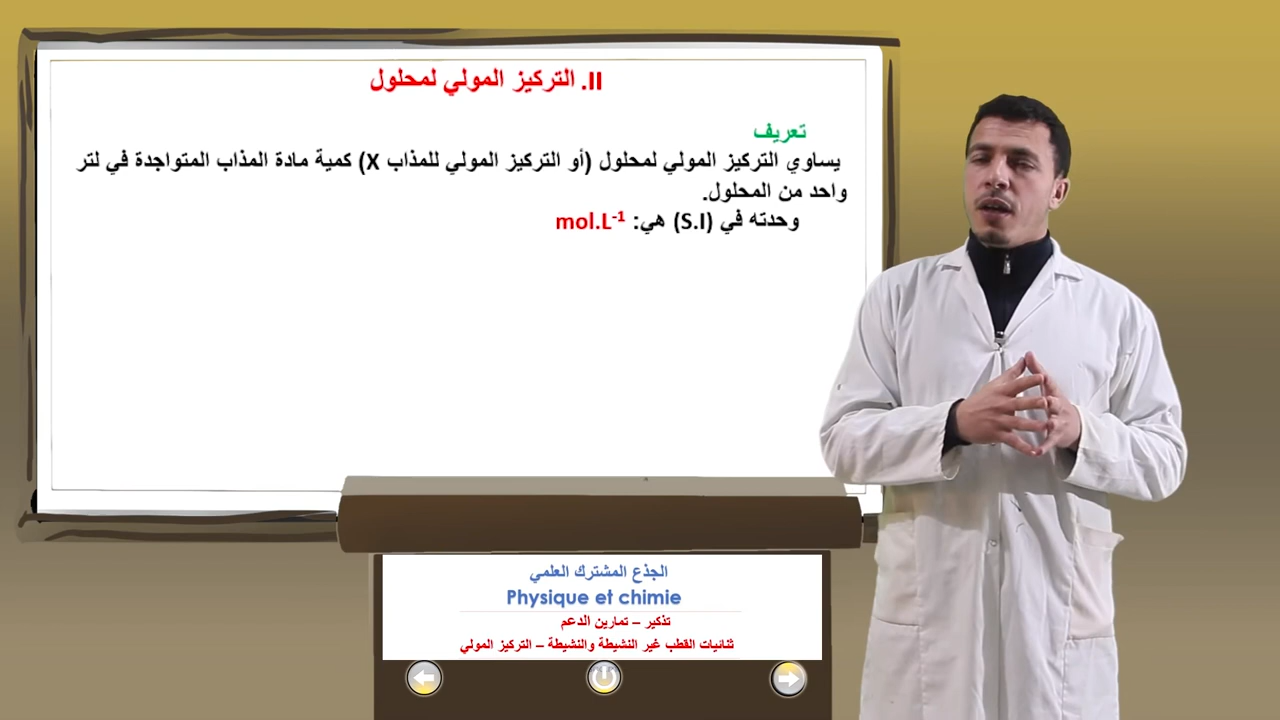 II. التركيز المولي لمحلول
تعريف
يساوي التركيز المولي لمحلول (أو التركيز المولي للمذاب X) كمية مادة المذاب المتواجدة في لتر
واحد من المحلول.
وحدته في (S.I) هي: mol.L⁻¹
الجذع المشترك العلمي
Physique et chimie
تذكير – تمارين الدعم
ثنائيات القطب غير النشيطة والنشيطة – التركيز المولي